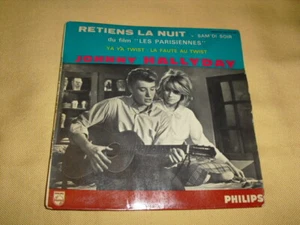 RETIENS LA NUIT - SAM'DI SOIR
du film "LES PARISIENNES"
YA YA TWIST - LA FAUTE AU TWIST
JOHNNY HALLYDAY
PHILIPS